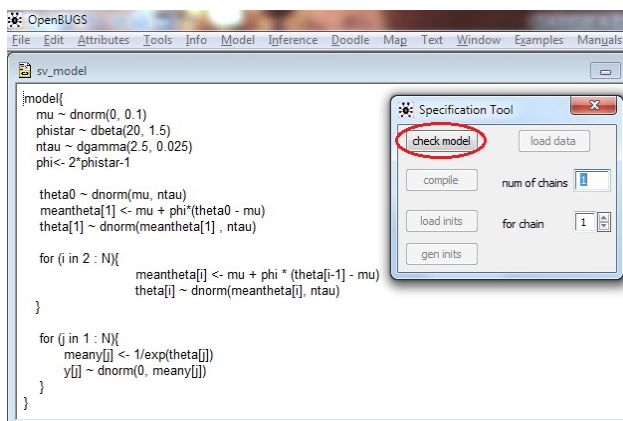 OpenBUGS
File Edit Attributes Tools Info Model Inference Doodle Map Text Window Examples Manuals
sv_model
model{
mu ~ dnorm(0, 0.1)
phistar ~ dbeta(20, 1.5)
ntau ~ dgamma(2.5, 0.025)
phi<- 2*phistar-1
theta0 ~ dnorm(mu, ntau)
meantheta[1] <- mu + phi*(theta0 - mu)
theta[1] ~ dnorm(meantheta[1] , ntau)
for (i in 2 : N){
meantheta[i] <- mu + phi * (theta[i-1] - mu)
theta[i] ~ dnorm(meantheta[i], ntau)
}
for (j in 1 : N){
meany[j] <- 1/exp(theta[j])
y[j] ~ dnorm(0, meany[j])
}
}
Specification Tool
check model load data
compile num of chains 1
load inits for chain 1
gen inits